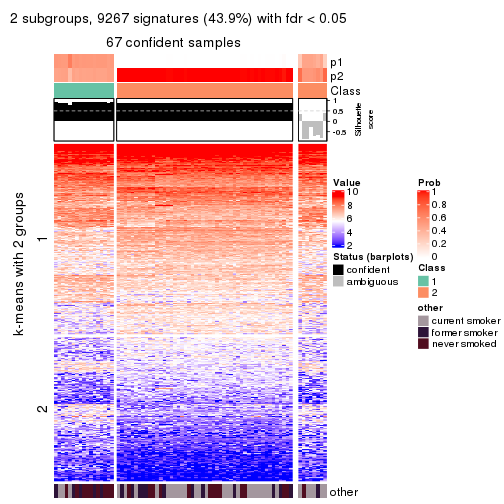 2 subgroups, 9267 signatures (43.9%) with fdr < 0.05
67 confident samples
p1
p2
Class
1
0.5
0
-0.5
Silhouette
score
k-means with 2 groups
1
2
Value
10
8
6
4
2
Status (barplots)
confident
ambiguous
Prob
1
0.8
0.6
0.4
0.2
0
Class
1
2
other
current smoker
former smoker
never smoked
other